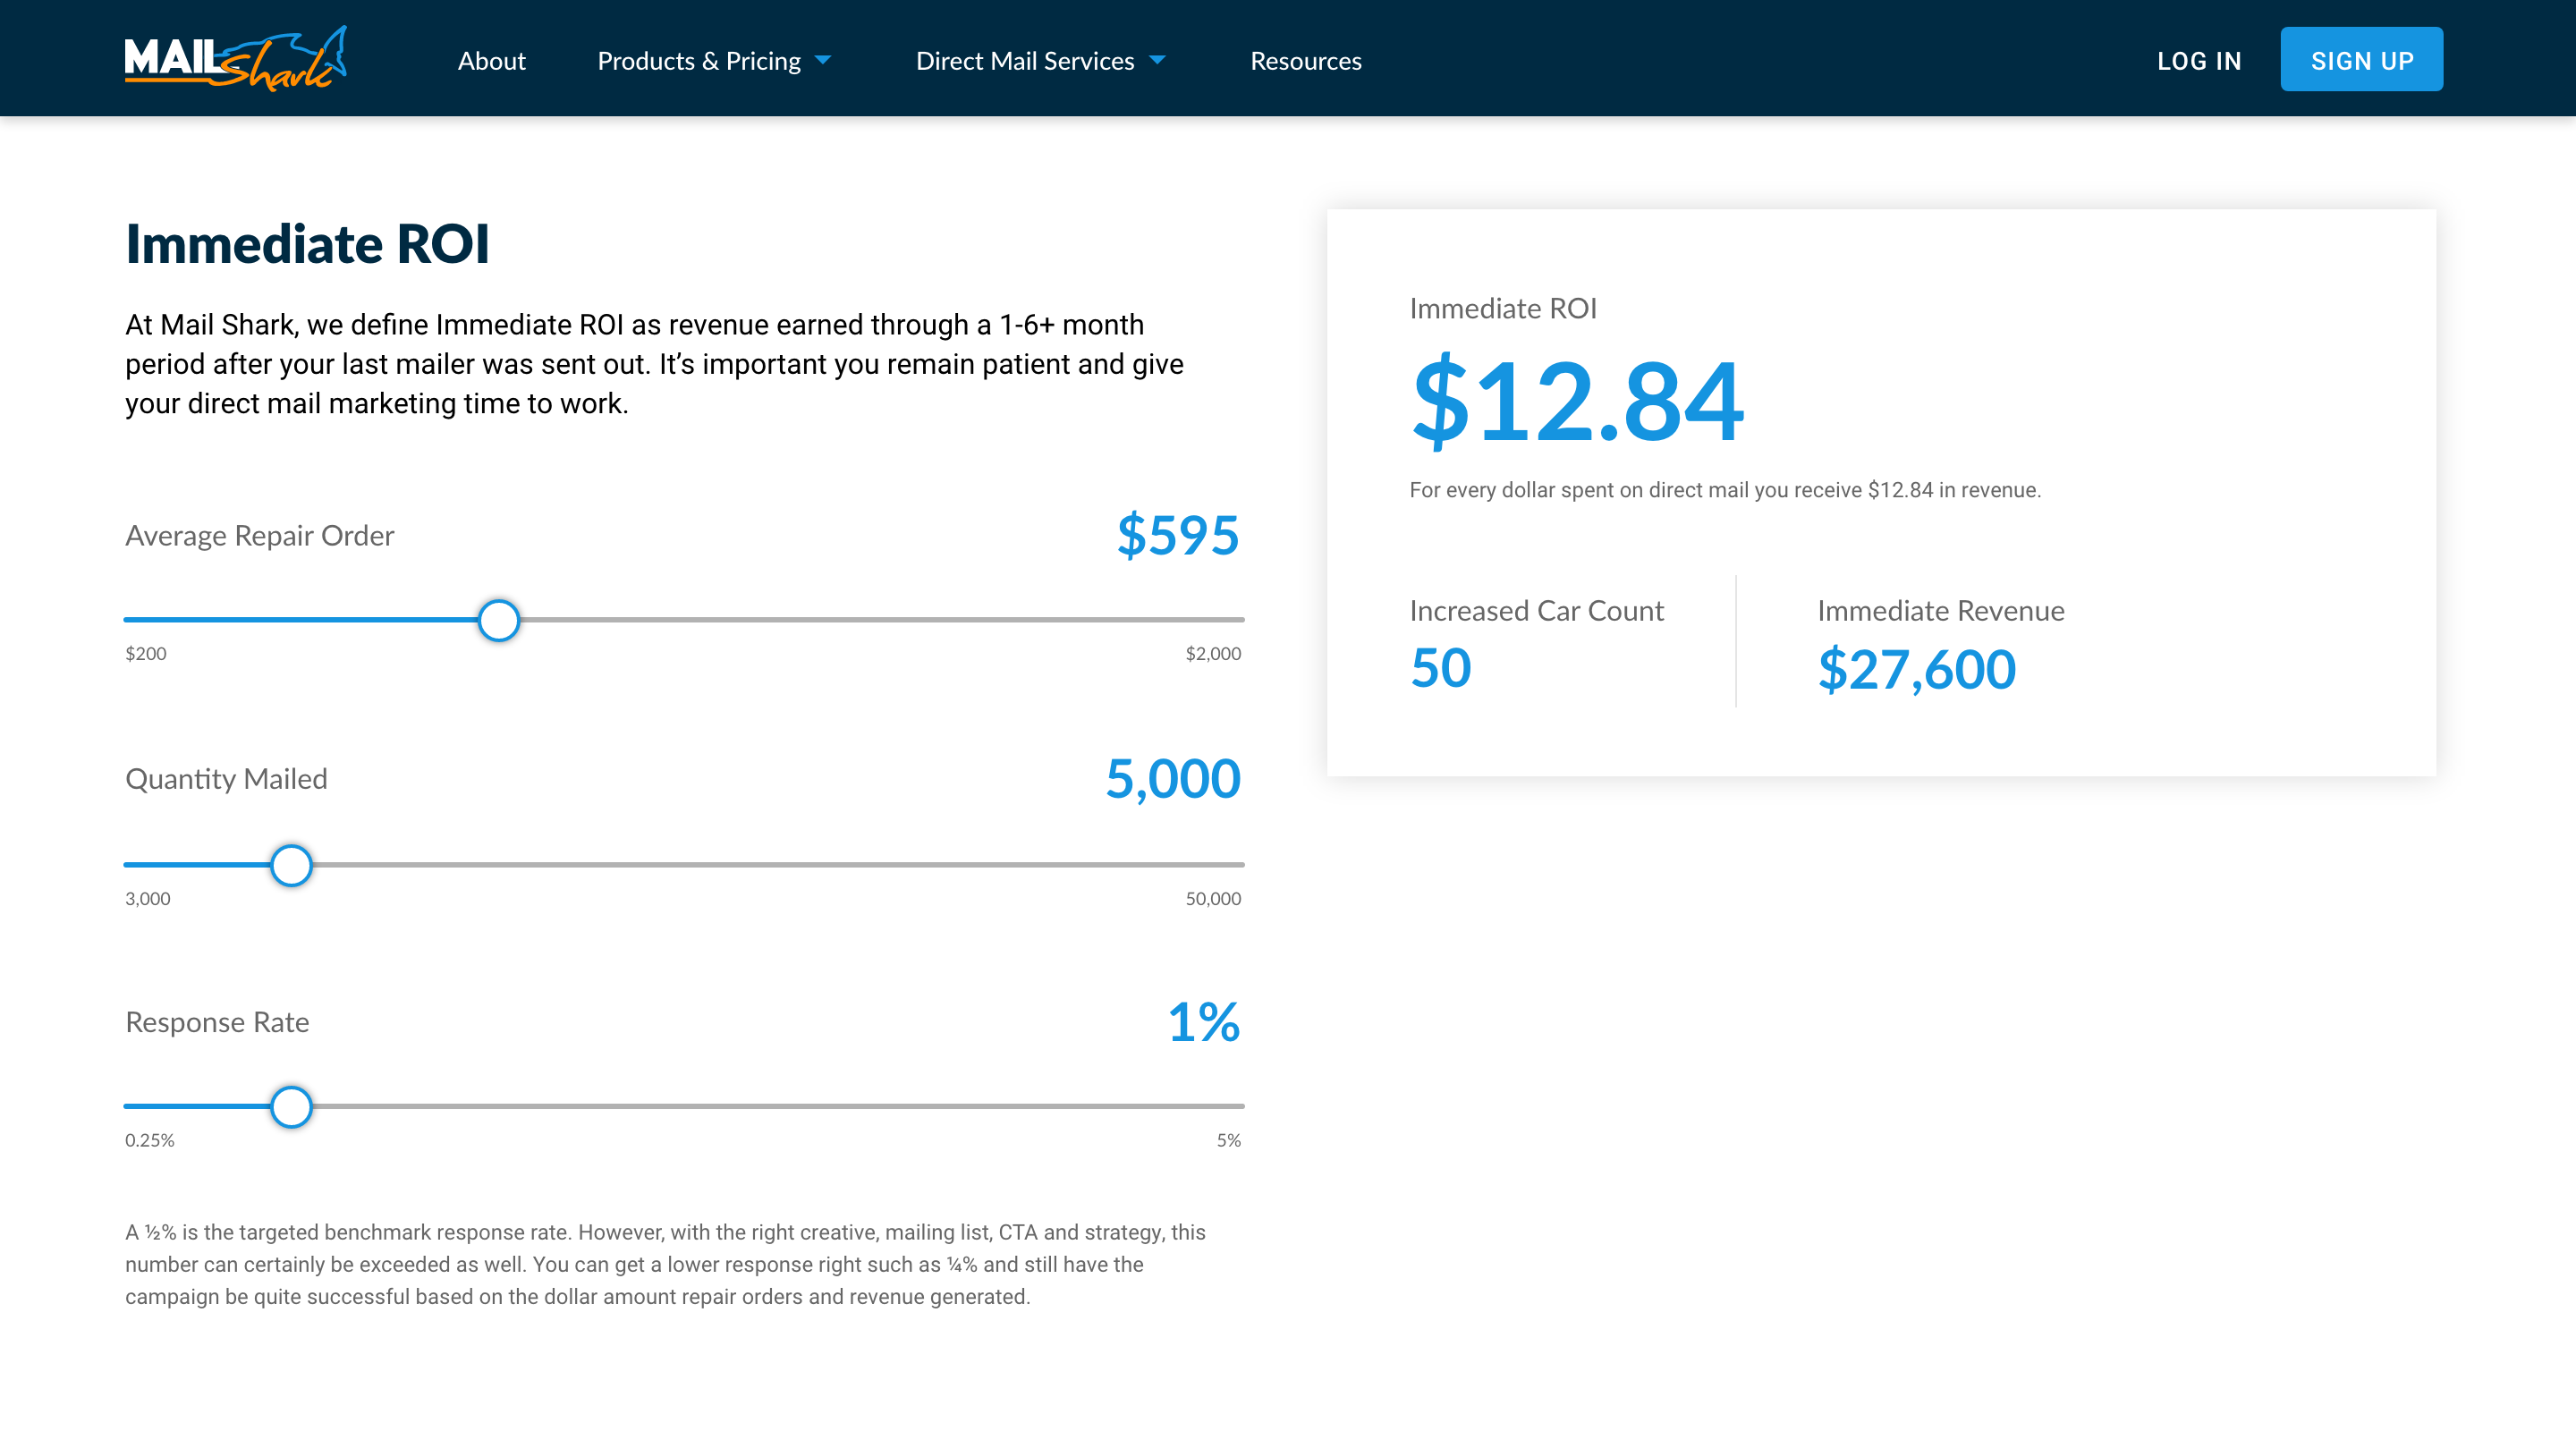 MAIL Shark
About
Products & Pricing
Direct Mail Services
Resources
LOG IN
SIGN UP
Immediate ROI
At Mail Shark, we define Immediate ROI as revenue earned through a 1-6+ month
period after your last mailer was sent out. It’s important you remain patient and give
your direct mail marketing time to work.
Average Repair Order
$595
$200
$2,000
Quantity Mailed
5,000
3,000
50,000
Response Rate
1%
0.25%
5%
A ½% is the targeted benchmark response rate. However, with the right creative, mailing list, CTA and strategy, this
number can certainly be exceeded as well. You can get a lower response right such as ¼% and still have the
campaign be quite successful based on the dollar amount repair orders and revenue generated.
Immediate ROI
$12.84
For every dollar spent on direct mail you receive $12.84 in revenue.
Increased Car Count
50
Immediate Revenue
$27,600